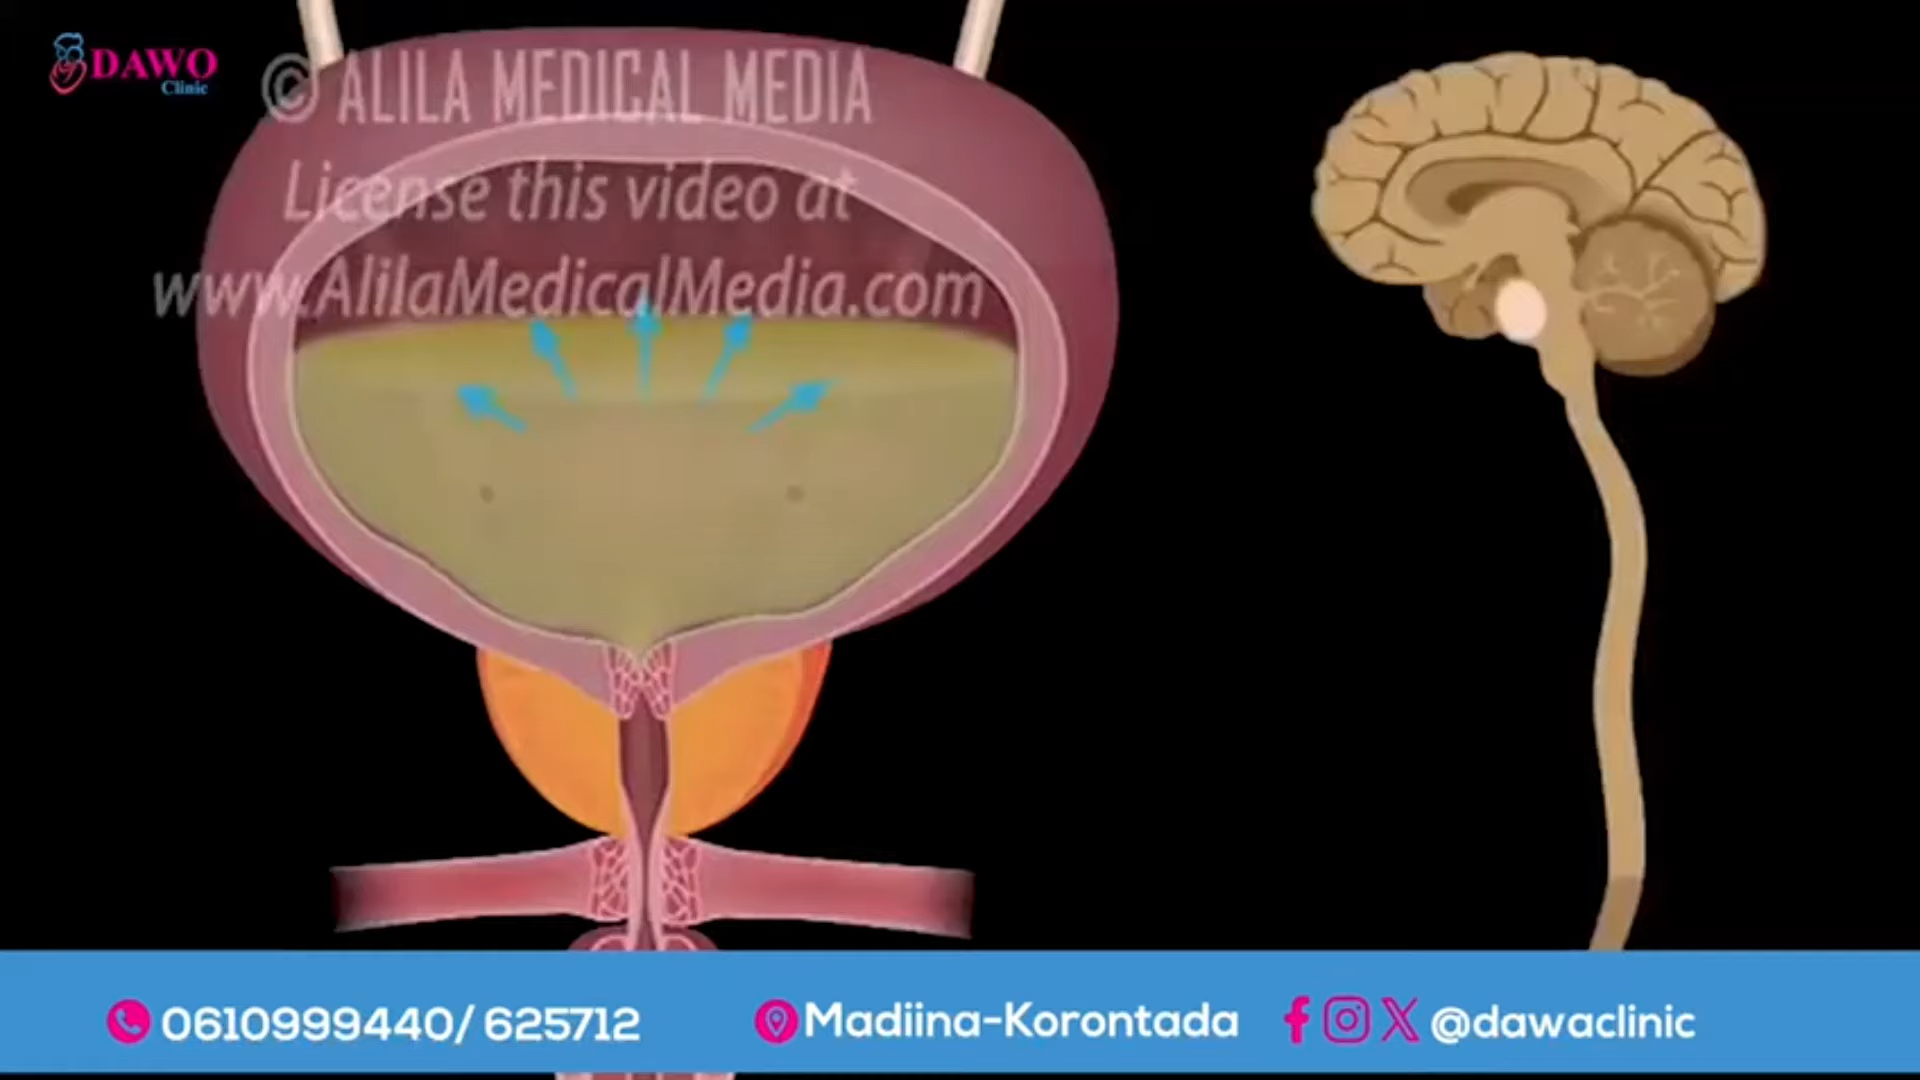 DAWO
Clinic
© ALILA MEDICAL MEDIA
License this video at
www.AlilaMedicalMedia.com
0610999440/ 625712
Madiina-Korontada
@dawaclinic